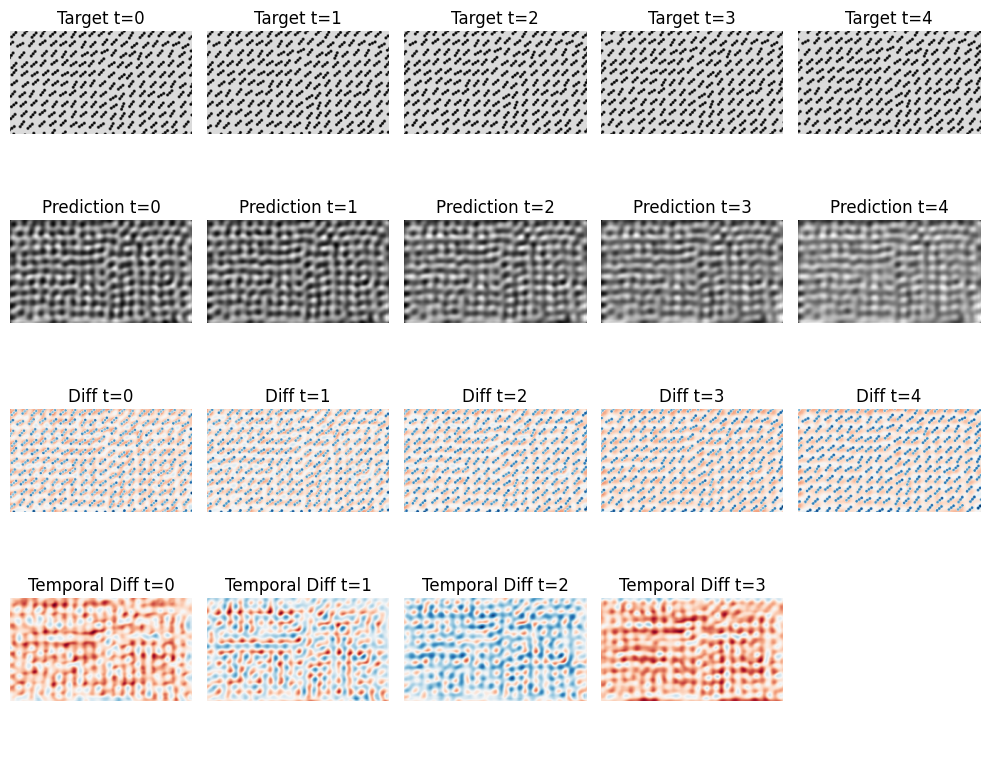 Target t=0
Target t=1
Target t=2
Target t=3
Target t=4
Prediction t=0
Prediction t=1
Prediction t=2
Prediction t=3
Prediction t=4
Diff t=0
Diff t=1
Diff t=2
Diff t=3
Diff t=4
Temporal Diff t=0
Temporal Diff t=1
Temporal Diff t=2
Temporal Diff t=3